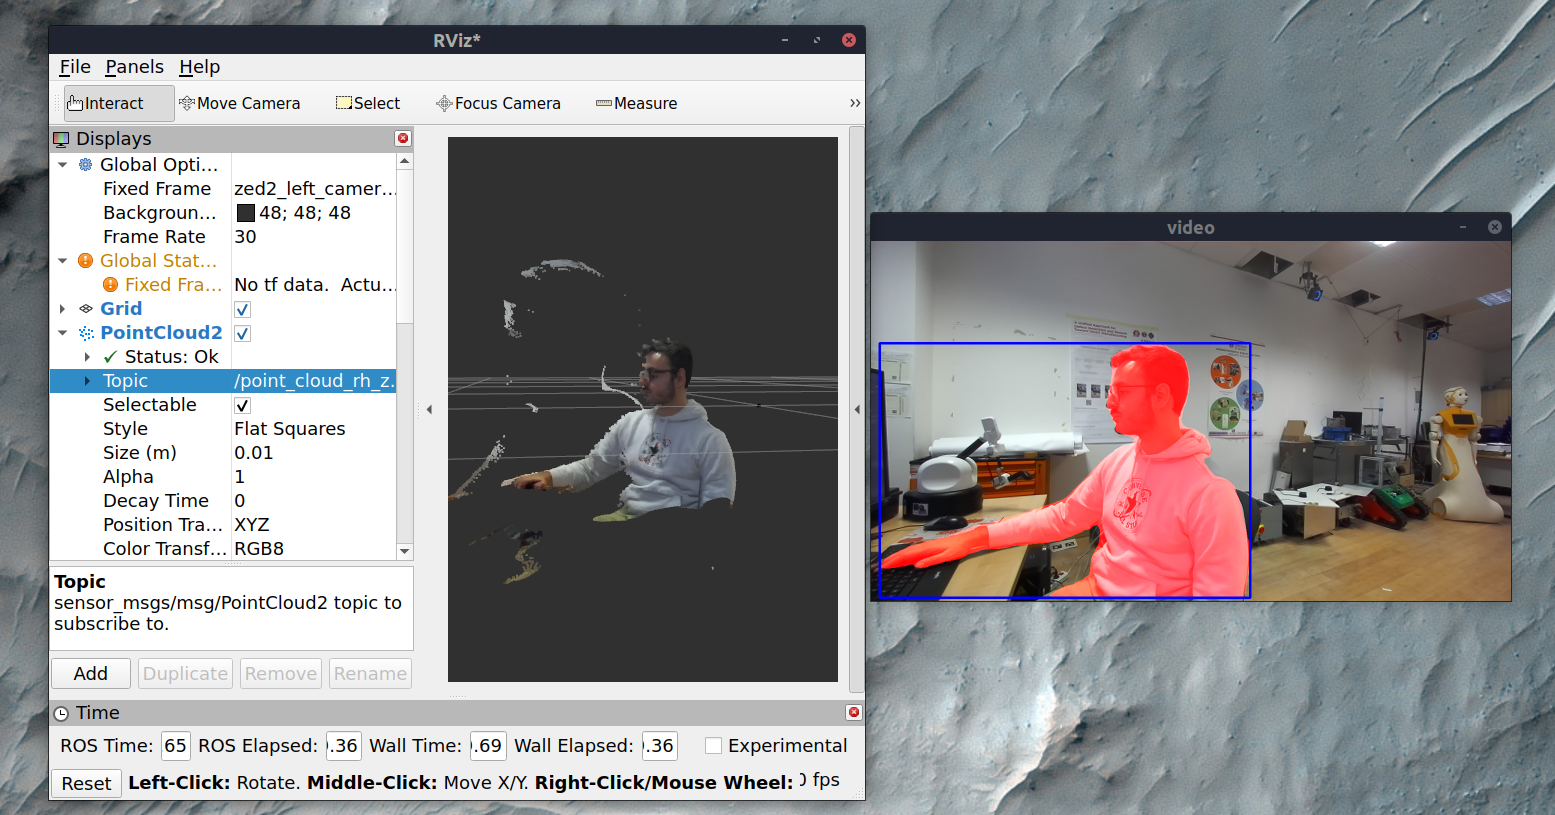 RViz*
File Panels Help
Interact Move Camera Select Focus Camera Measure »
Displays
Global Opti...
Fixed Frame zed2_left_camer...
Backgroun... 48; 48; 48
Frame Rate 30
Global Stat...
Fixed Fra... No tf data. Actu...
Grid
PointCloud2
Status: Ok
Topic /point_cloud_rh_z.
Selectable
Style Flat Squares
Size (m) 0.01
Alpha 1
Decay Time 0
Position Tra... XYZ
Color Transf... RGB8
Topic
sensor_msgs/msg/PointCloud2 topic to
subscribe to.
Add Duplicate Remove Rename
Time
ROS Time: 65 ROS Elapsed: .36 Wall Time: .69 Wall Elapsed: .36 Experimental
Reset Left-Click: Rotate. Middle-Click: Move X/Y. Right-Click/Mouse Wheel: 0 fps
video